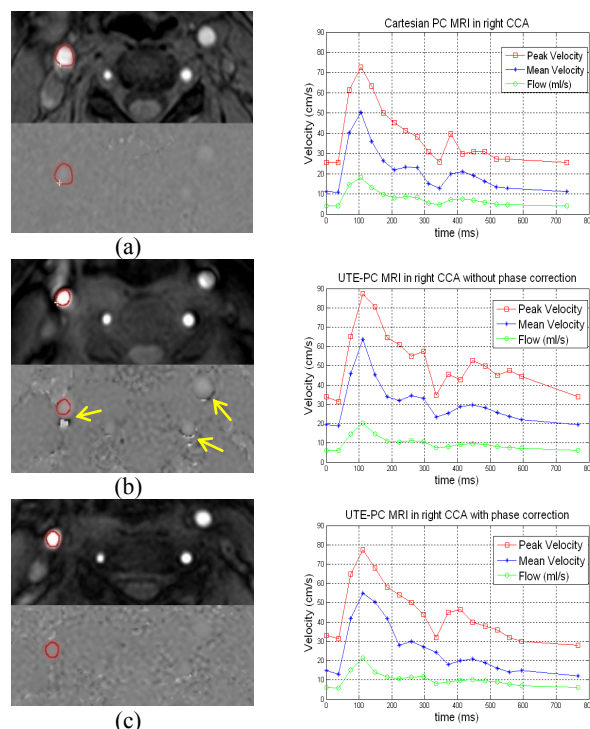 (a)
Cartesian PC MRI in right CCA
Velocity (cm/s)
90
80
70
60
50
40
30
20
10
0
0 100 200 300 400 500 600 700 800
time (ms)
Peak Velocity
Mean Velocity
Flow (ml/s)
(b)
UTE-PC MRI in right CCA without phase correction
Velocity (cm/s)
90
80
70
60
50
40
30
20
10
0
0 100 200 300 400 500 600 700 800
time (ms)
Peak Velocity
Mean Velocity
Flow (ml/s)
(c)
UTE-PC MRI in right CCA with phase correction
Velocity (cm/s)
90
80
70
60
50
40
30
20
10
0
0 100 200 300 400 500 600 700 80
time (ms)
Peak Velocity
Mean Velocity
Flow (ml/s)